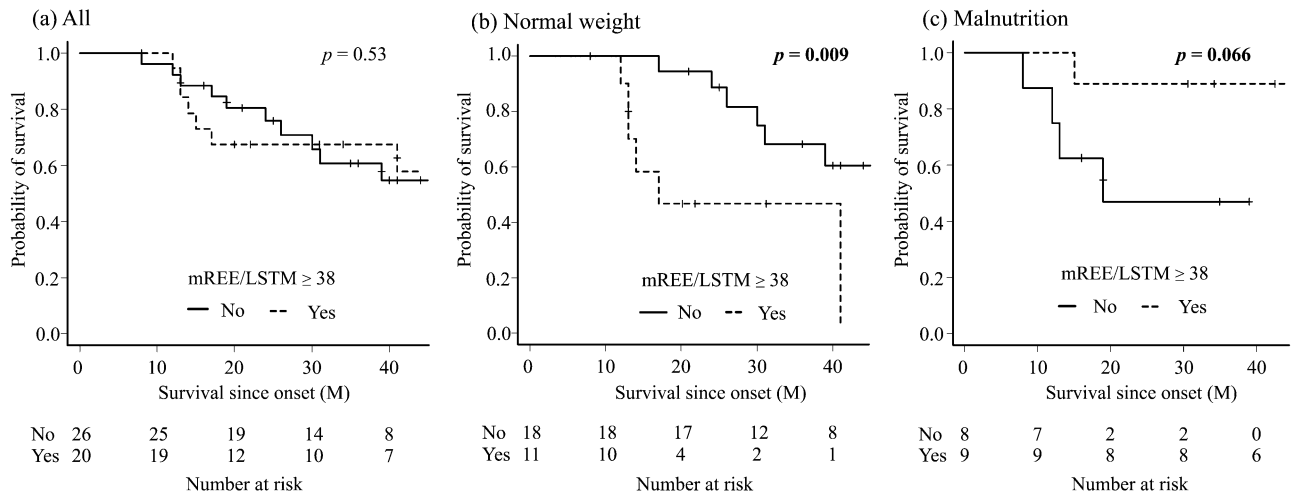 (a) All
p = 0.53
1.0
0.8
0.6
0.4
0.2
0.0
Probability of survival
mREE/LSTM ≥ 38
No Yes
0 10 20 30 40
Survival since onset (M)
No 26 25 19 14 8
Yes 20 19 12 10 7
Number at risk
(b) Normal weight
p = 0.009
1.0
0.8
0.6
0.4
0.2
0.0
Probability of survival
mREE/LSTM ≥ 38
No Yes
0 10 20 30 40
Survival since onset (M)
No 18 18 17 12 8
Yes 11 10 4 2 1
Number at risk
(c) Malnutrition
p = 0.066
1.0
0.8
0.6
0.4
0.2
0.0
Probability of survival
mREE/LSTM ≥ 38
No Yes
0 10 20 30 40
Survival since onset (M)
No 8 7 2 2 0
Yes 9 9 8 8 6
Number at risk